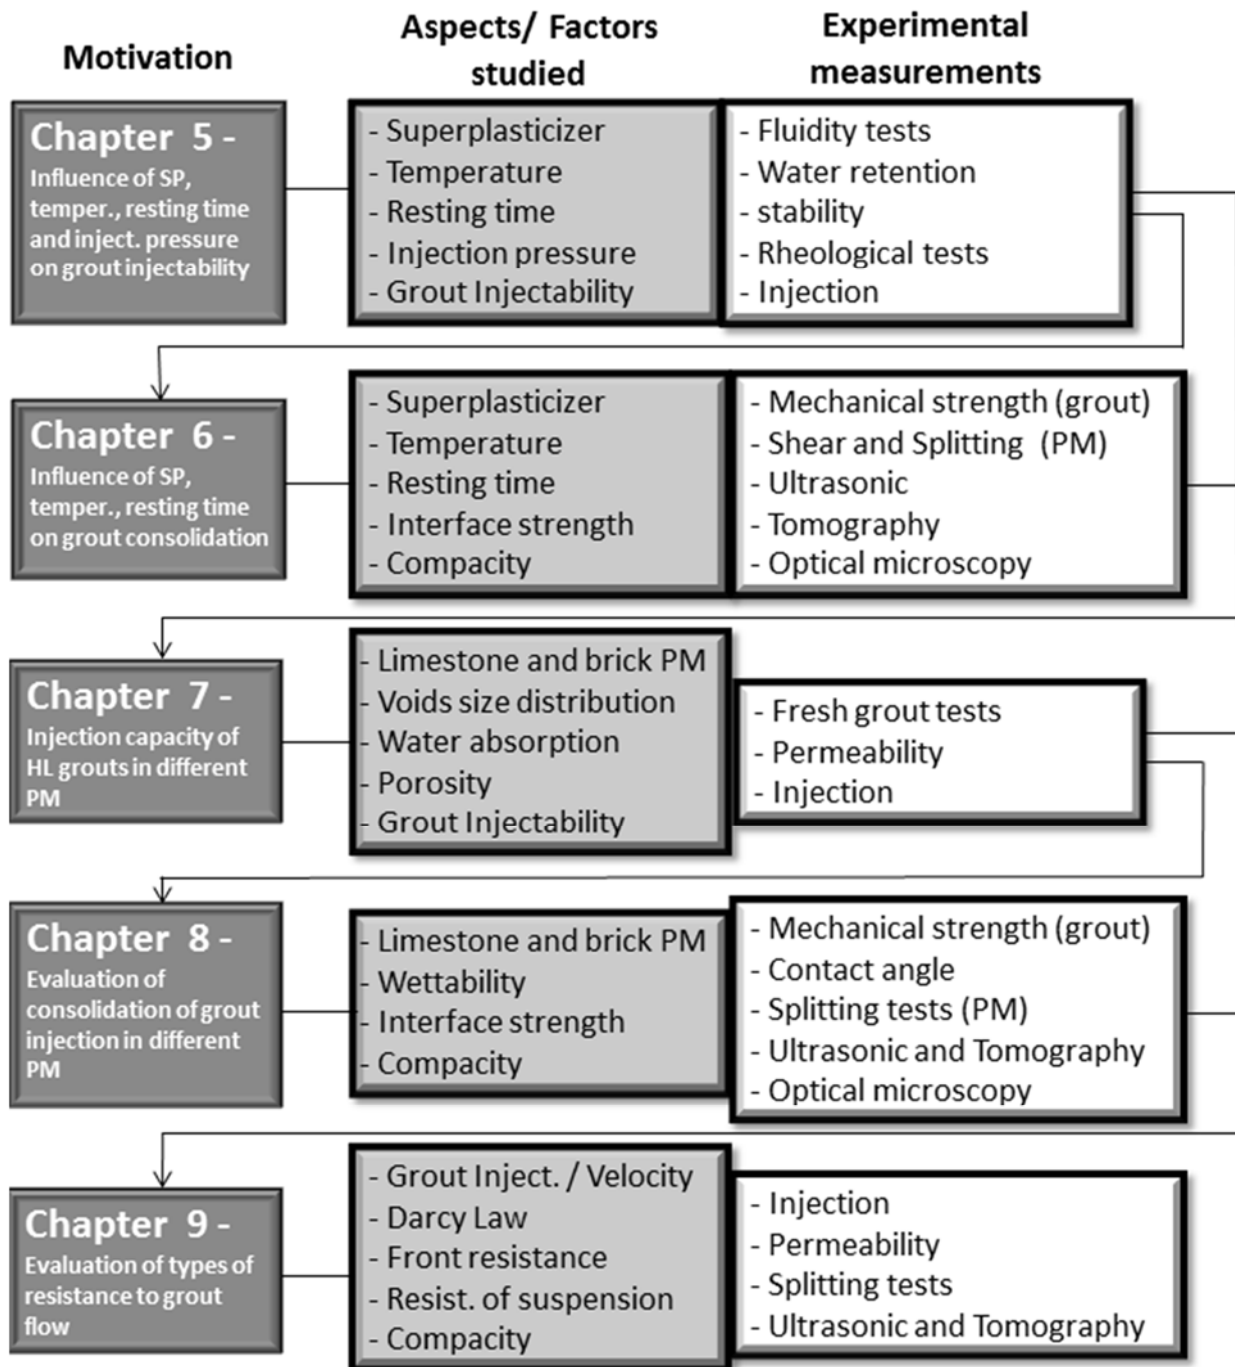 Motivation
Aspects/ Factors
studied
Experimental
measurements
Chapter 5 -
Influence of SP,
temper., resting time
and inject. pressure
on grout injectability
- Superplasticizer
- Temperature
- Resting time
- Injection pressure
- Grout Injectability
- Fluidity tests
- Water retention
- stability
- Rheological tests
- Injection
Chapter 6 -
Influence of SP,
temper., resting time
on grout consolidation
- Superplasticizer
- Temperature
- Resting time
- Interface strength
- Compacity
- Mechanical strength (grout)
- Shear and Splitting (PM)
- Ultrasonic
- Tomography
- Optical microscopy
Chapter 7 -
Injection capacity of
HL grouts in different
PM
- Limestone and brick PM
- Voids size distribution
- Water absorption
- Porosity
- Grout Injectability
- Fresh grout tests
- Permeability
- Injection
Chapter 8 -
Evaluation of
consolidation of grout
injection in different
PM
- Limestone and brick PM
- Wettability
- Interface strength
- Compacity
- Mechanical strength (grout)
- Contact angle
- Splitting tests (PM)
- Ultrasonic and Tomography
- Optical microscopy
Chapter 9 -
Evaluation of types of
resistance to grout
flow
- Grout Inject. / Velocity
- Darcy Law
- Front resistance
- Resist. of suspension
- Compacity
- Injection
- Permeability
- Splitting tests
- Ultrasonic and Tomography